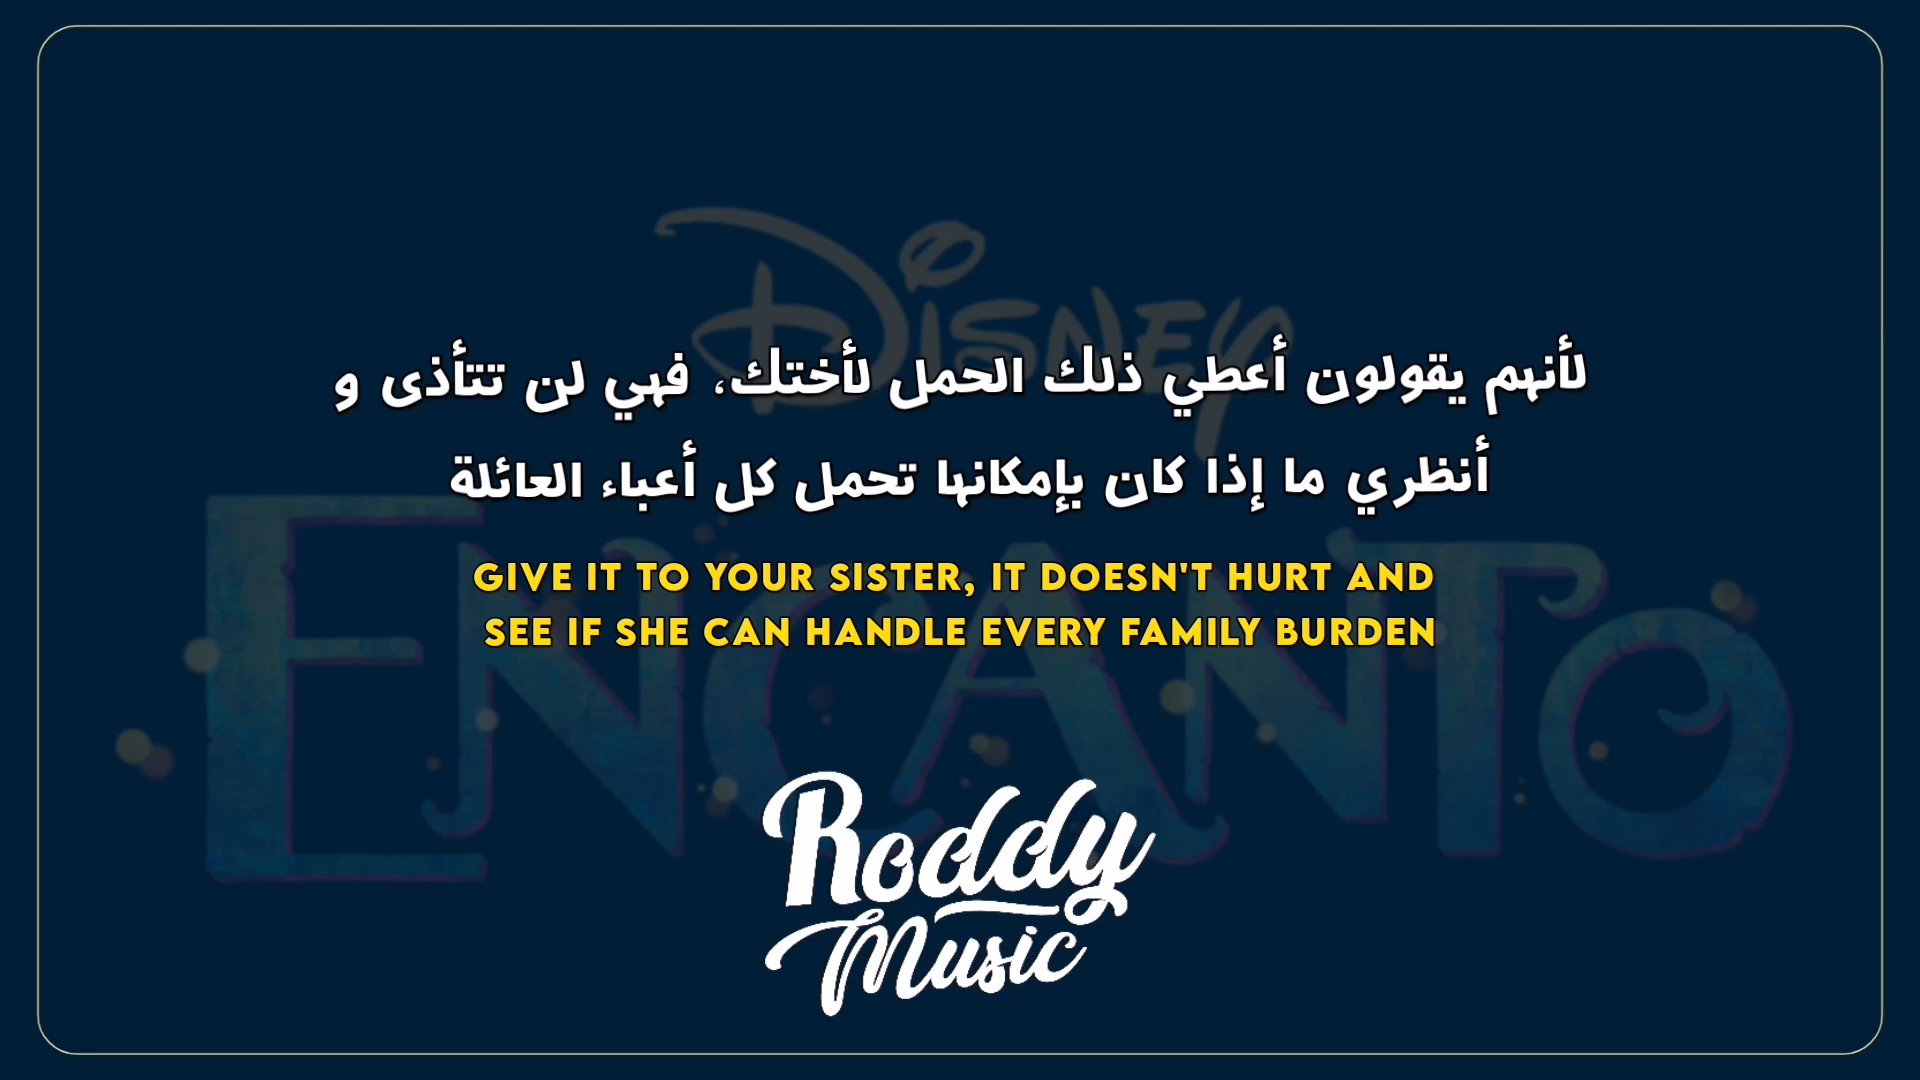 DISNEY
لأنهم يقولون أعطي ذلك الحمل لأختك، فهي لن تتأذى و
أنظري ما إذا كان بإمكانها تحمل كل أعباء العائلة
GIVE IT TO YOUR SISTER, IT DOESN'T HURT AND
SEE IF SHE CAN HANDLE EVERY FAMILY BURDEN
ENCANTO
Roddy
Music